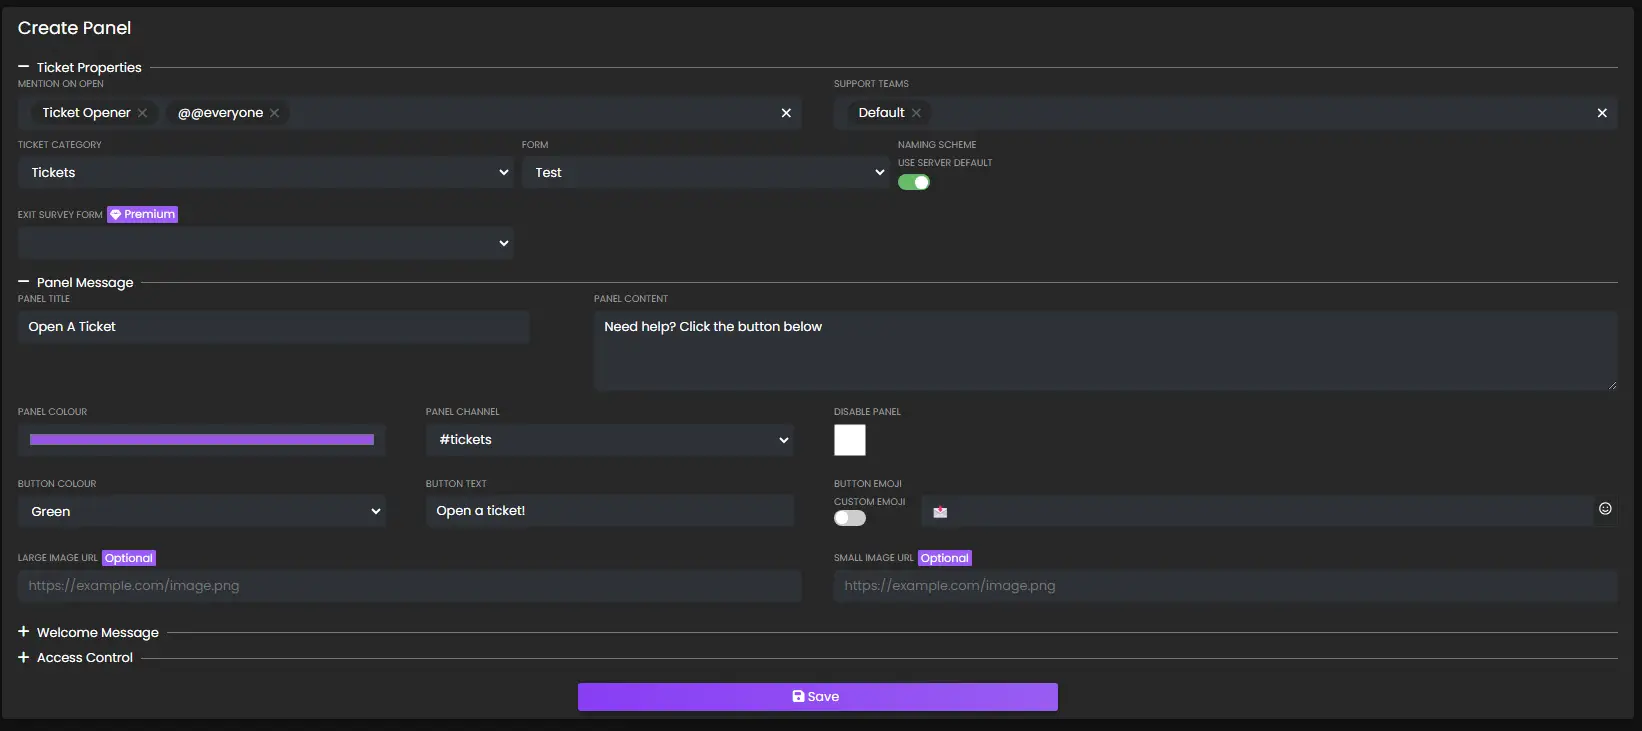 Create Panel
Ticket Properties
MENTION ON OPEN
SUPPORT TEAMS
Ticket Opener @@everyone
Default
TICKET CATEGORY
FORM
NAMING SCHEME
USE SERVER DEFAULT
Tickets
Test
EXIT SURVEY FORM Premium
Panel Message
PANEL TITLE
PANEL CONTENT
Open A Ticket
Need help? Click the button below
PANEL COLOUR
PANEL CHANNEL
DISABLE PANEL
#tickets
BUTTON COLOUR
BUTTON TEXT
BUTTON EMOJI
CUSTOM EMOJI
Green
Open a ticket!
LARGE IMAGE URL Optional
SMALL IMAGE URL Optional
https://example.com/image.png
https://example.com/image.png
Welcome Message
Access Control
Save